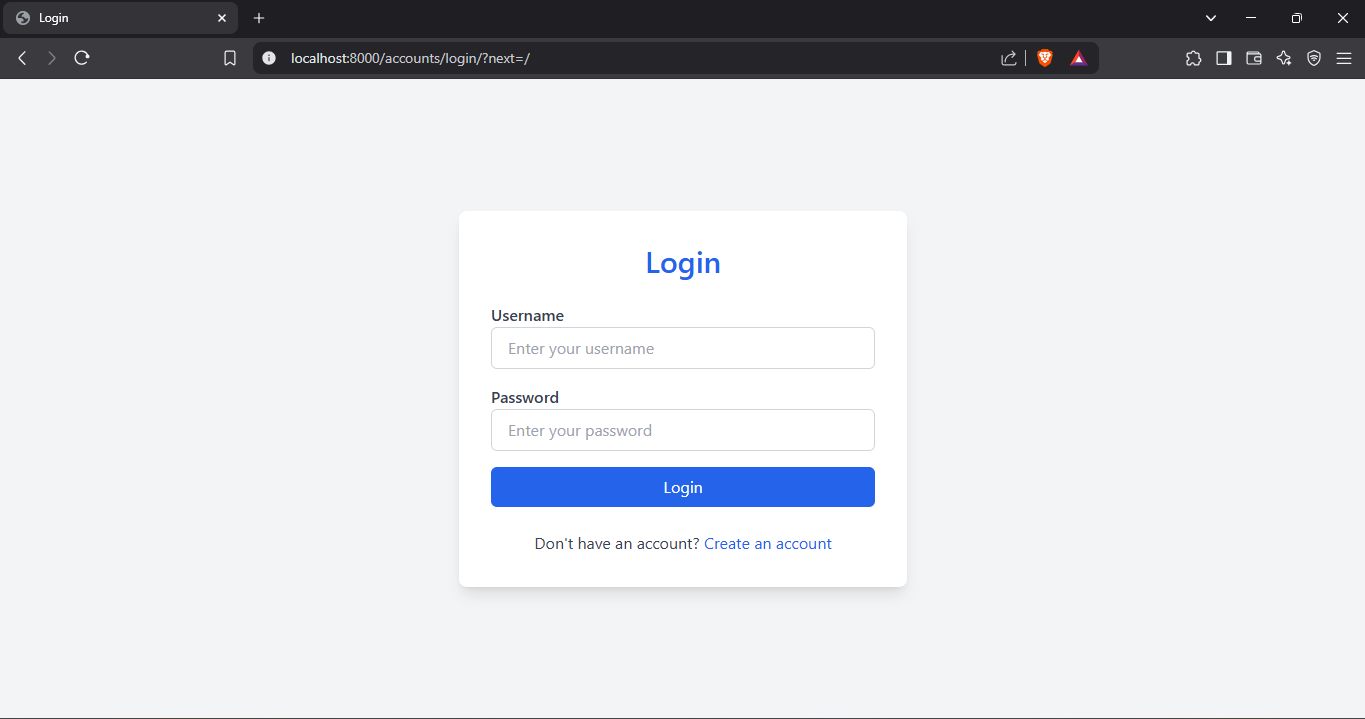 Login
localhost:8000/accounts/login/?next=/
Login
Username
Enter your username
Password
Enter your password
Login
Don't have an account? Create an account